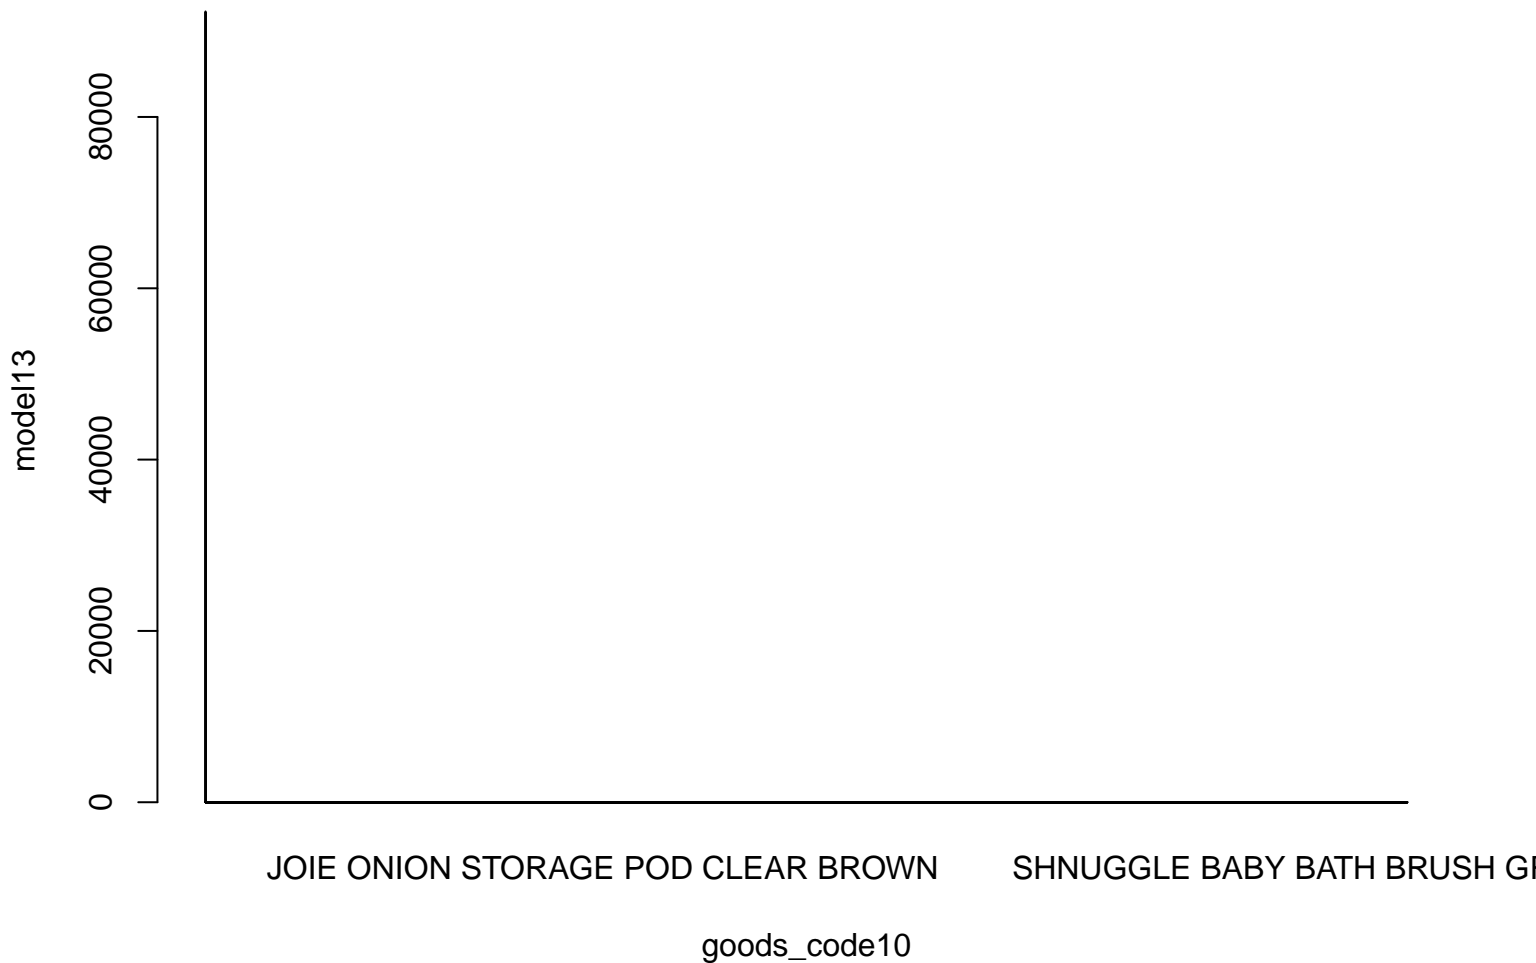 80000
60000
40000
20000
0
model13
JOIE ONION STORAGE POD CLEAR BROWN
SHNUGGLE BABY BATH BRUSH
goods_code10